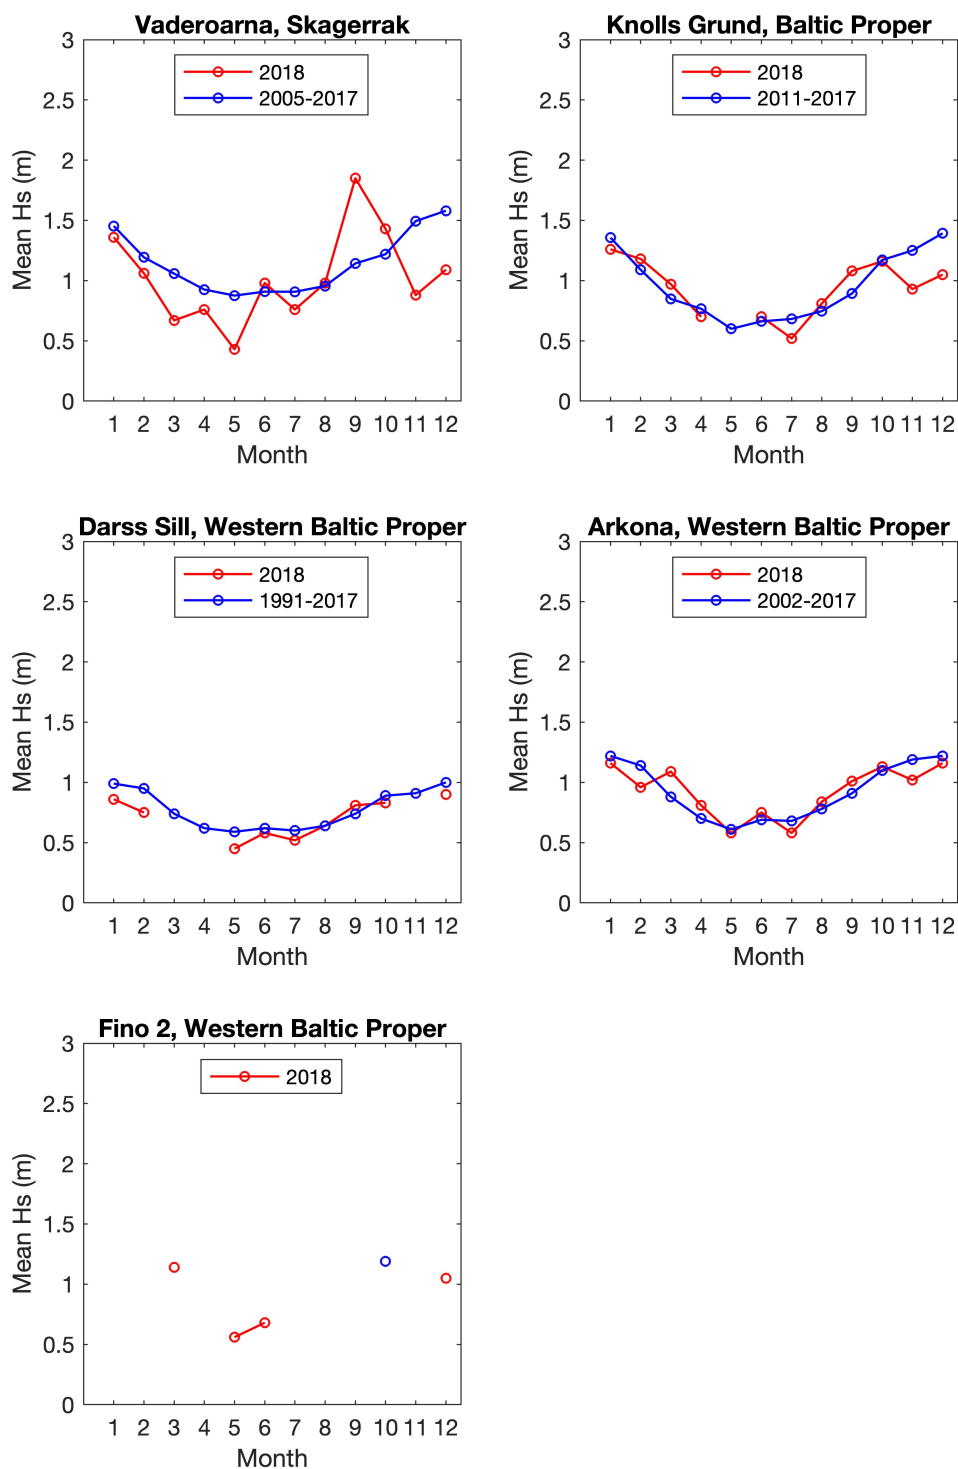 Vaderoarna, Skagerrak
3
2.5
2
1.5
1
0.5
0
Mean Hs (m)
2018
2005-2017
1 2 3 4 5 6 7 8 9 10 11 12
Month
Knolls Grund, Baltic Proper
3
2.5
2
1.5
1
0.5
0
Mean Hs (m)
2018
2011-2017
1 2 3 4 5 6 7 8 9 10 11 12
Month
Darss Sill, Western Baltic Proper
3
2.5
2
1.5
1
0.5
0
Mean Hs (m)
2018
1991-2017
1 2 3 4 5 6 7 8 9 10 11 12
Month
Arkona, Western Baltic Proper
3
2.5
2
1.5
1
0.5
0
Mean Hs (m)
2018
2002-2017
1 2 3 4 5 6 7 8 9 10 11 12
Month
Fino 2, Western Baltic Proper
3
2.5
2
1.5
1
0.5
0
Mean Hs (m)
2018
1 2 3 4 5 6 7 8 9 10 11 12
Month